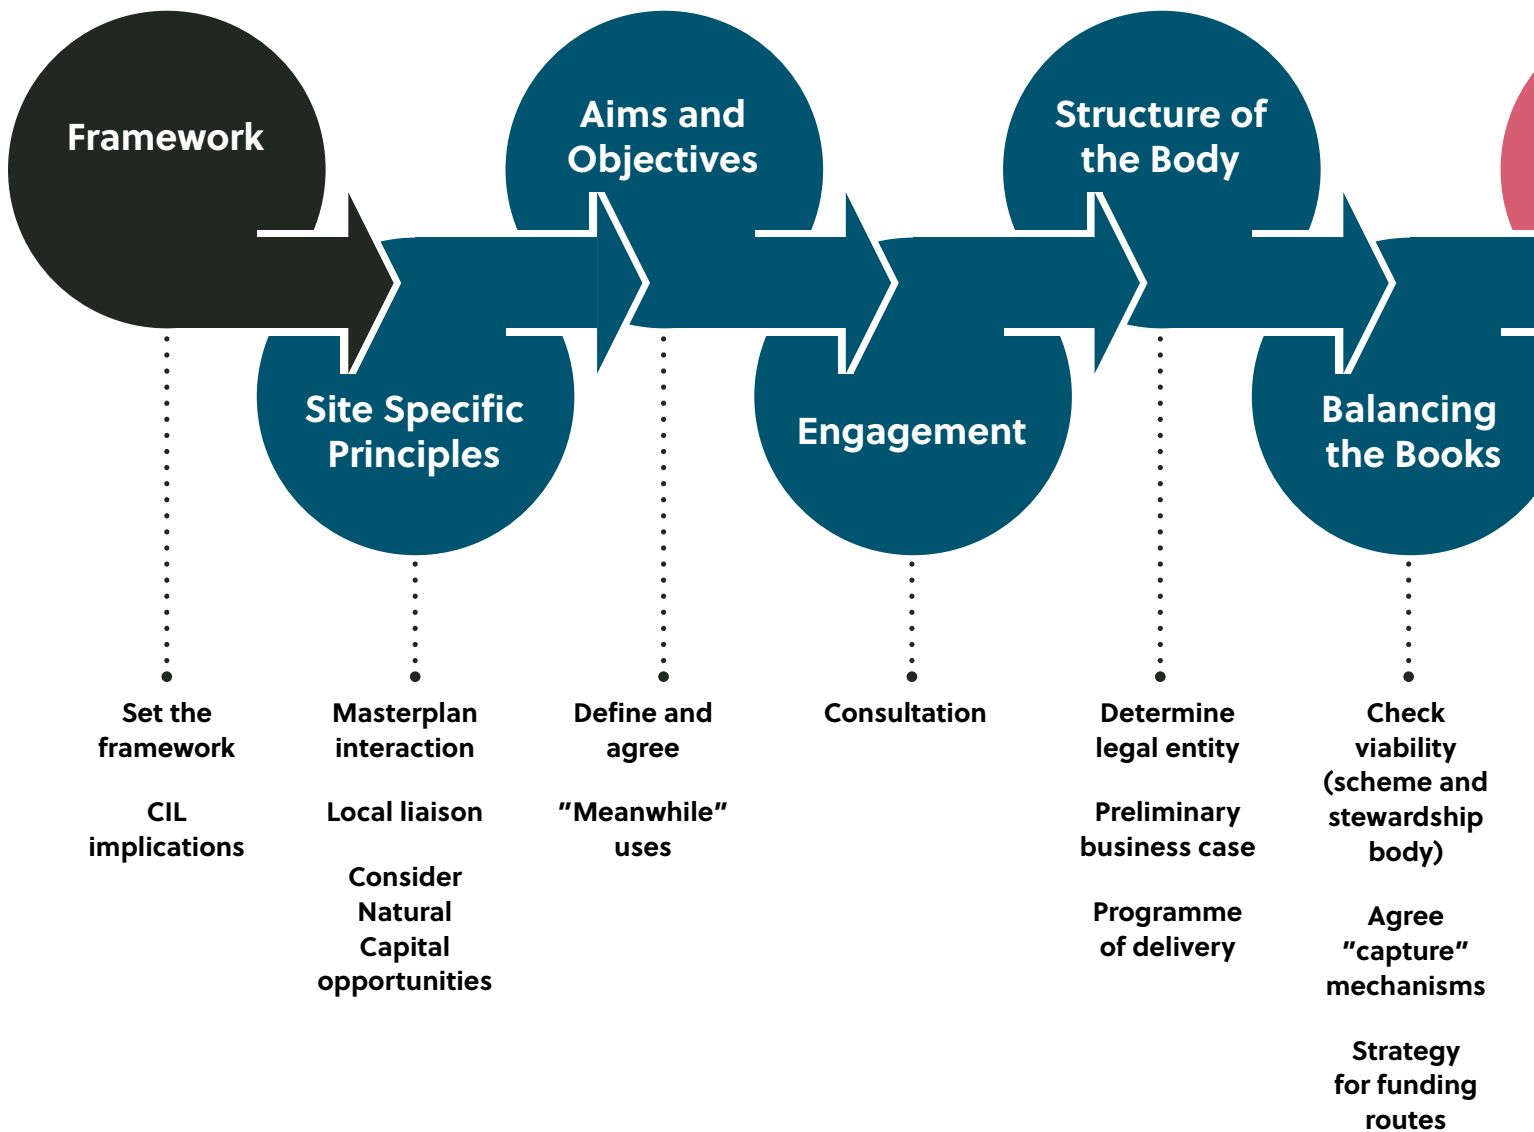 Framework
Aims and
Objectives
Structure of
the Body
Site Specific
Principles
Engagement
Balancing
the Books
Set the
framework
CIL
implications
Masterplan
interaction
Local liaison
Consider
Natural
Capital
opportunities
Define and
agree
"Meanwhile"
uses
Consultation
Determine
legal entity
Preliminary
business case
Programme
of delivery
Check
viability
(scheme and
stewardship
body)
Agree
"capture"
mechanisms
Strategy
for funding
routes